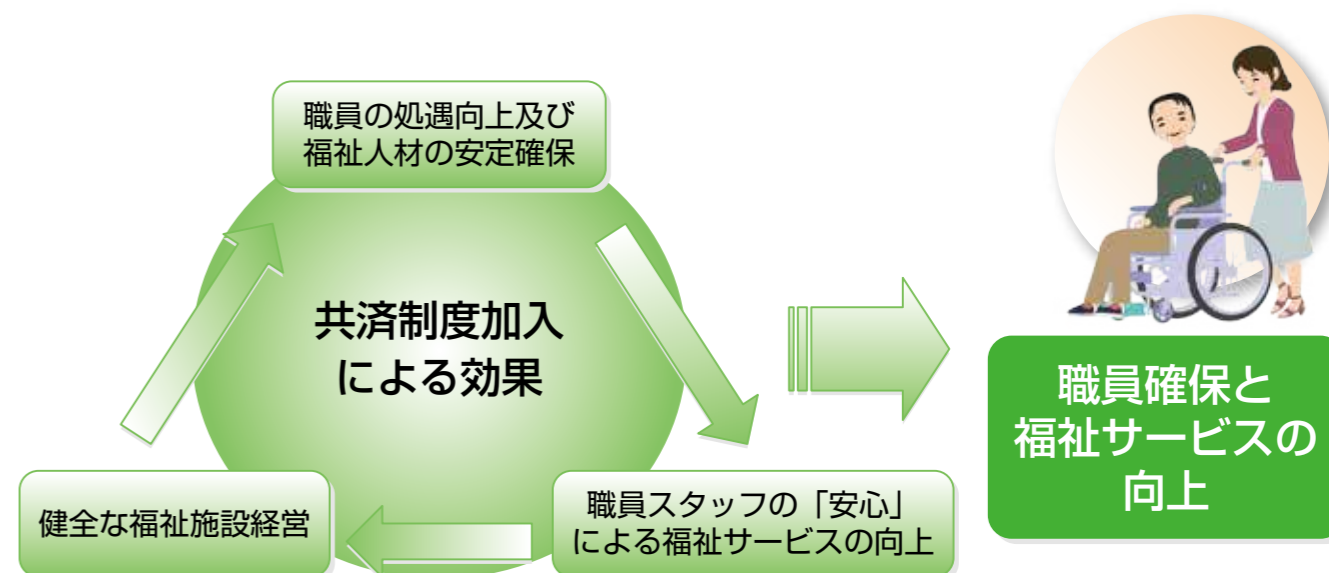 職員の処遇向上及び
福祉人材の安定確保
共済制度加入
による効果
健全な福祉施設経営
職員スタッフの「安心」
による福祉サービスの向上
職員確保と
福祉サービスの
向上